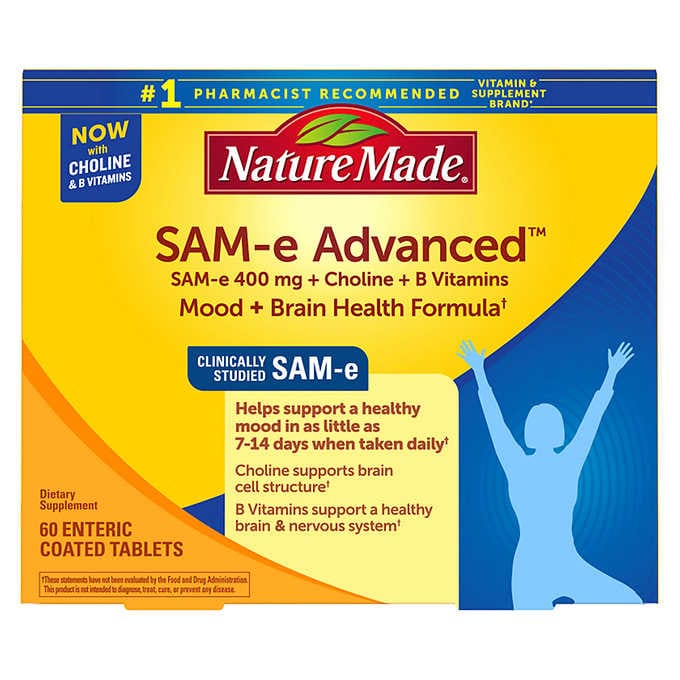 #1 PHARMACIST RECOMMENDED VITAMIN & SUPPLEMENT BRAND*
NOW
with
CHOLINE
& B VITAMINS
Nature Made®
SAM-e Advanced™
SAM-e 400 mg + Choline + B Vitamins
Mood + Brain Health Formula†
CLINICALLY STUDIED SAM-e
Helps support a healthy
mood in as little as
7-14 days when taken daily†
Choline supports brain
cell structure†
B Vitamins support a healthy
brain & nervous system†
Dietary
Supplement
60 ENTERIC
COATED TABLETS
†These statements have not been evaluated by the Food and Drug Administration.
This product is not intended to diagnose, treat, cure, or prevent any disease.